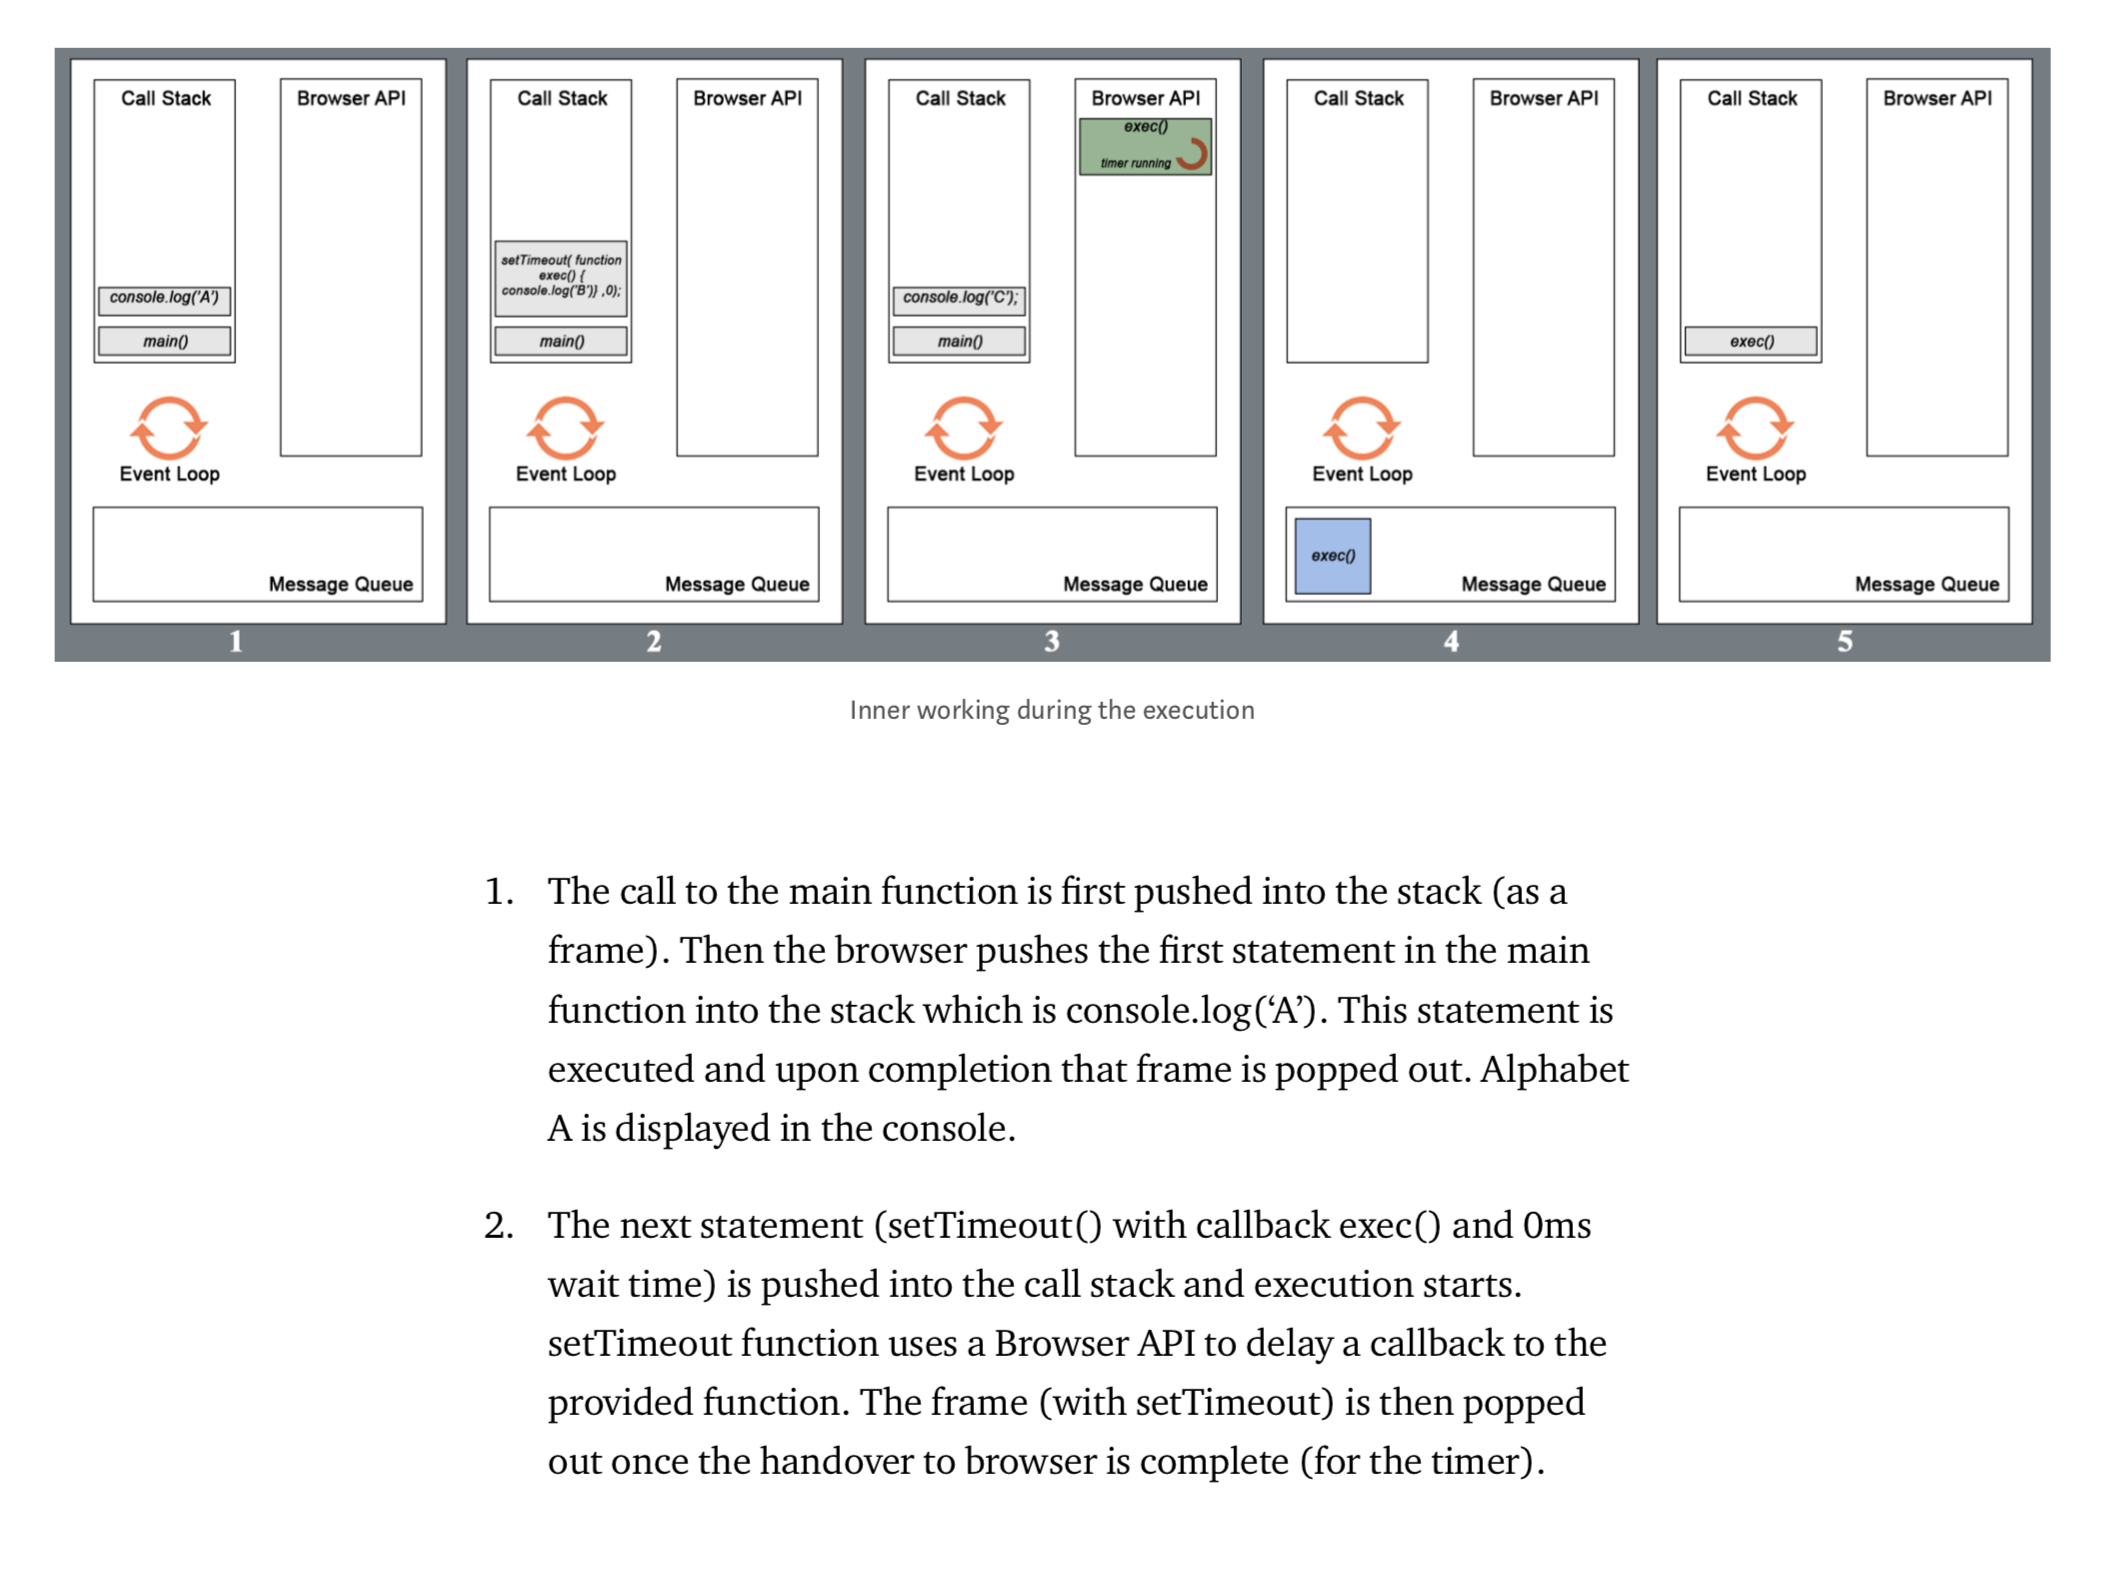 Call Stack
Browser API
console.log('A')
main()
Event Loop
Message Queue
1
Call Stack
Browser API
setTimeout( function
exec() {
console.log('B')} ,0);
main()
Event Loop
Message Queue
2
Call Stack
Browser API
exec()
timer running
console.log('C');
main()
Event Loop
Message Queue
3
Call Stack
Browser API
Event Loop
exec()
Message Queue
4
Call Stack
Browser API
exec()
Event Loop
Message Queue
5
Inner working during the execution
1. The call to the main function is first pushed into the stack (as a
frame). Then the browser pushes the first statement in the main
function into the stack which is console.log(‘A’). This statement is
executed and upon completion that frame is popped out. Alphabet
A is displayed in the console.
2. The next statement (setTimeout() with callback exec() and 0ms
wait time) is pushed into the call stack and execution starts.
setTimeout function uses a Browser API to delay a callback to the
provided function. The frame (with setTimeout) is then popped
out once the handover to browser is complete (for the timer).